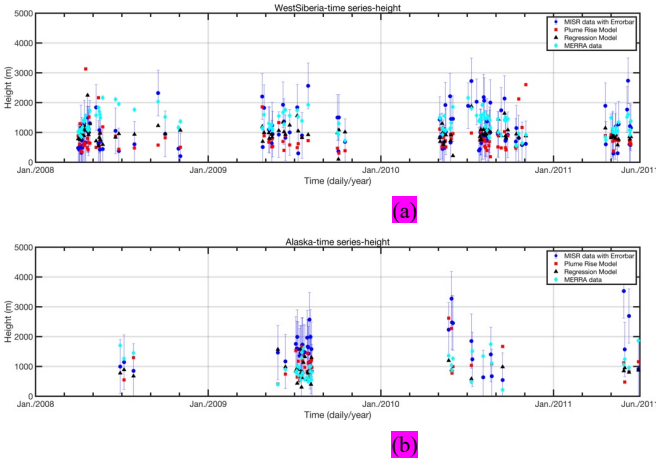 WestSiberia-time series-height
5000
4000
3000
2000
1000
0
Height (m)
MISR data with Errorbar
Plume Rise Model
Regression Model
MERRA data
Jan./2008
Jan./2009
Jan./2010
Jan./2011
Jun./2011
Time (daily/year)
(a)
Alaska-time series-height
5000
4000
3000
2000
1000
0
Height (m)
MISR data with Errorbar
Plume Rise Model
Regression Model
MERRA data
Jan./2008
Jan./2009
Jan./2010
Jan./2011
Jun./2011
Time (daily/year)
(b)